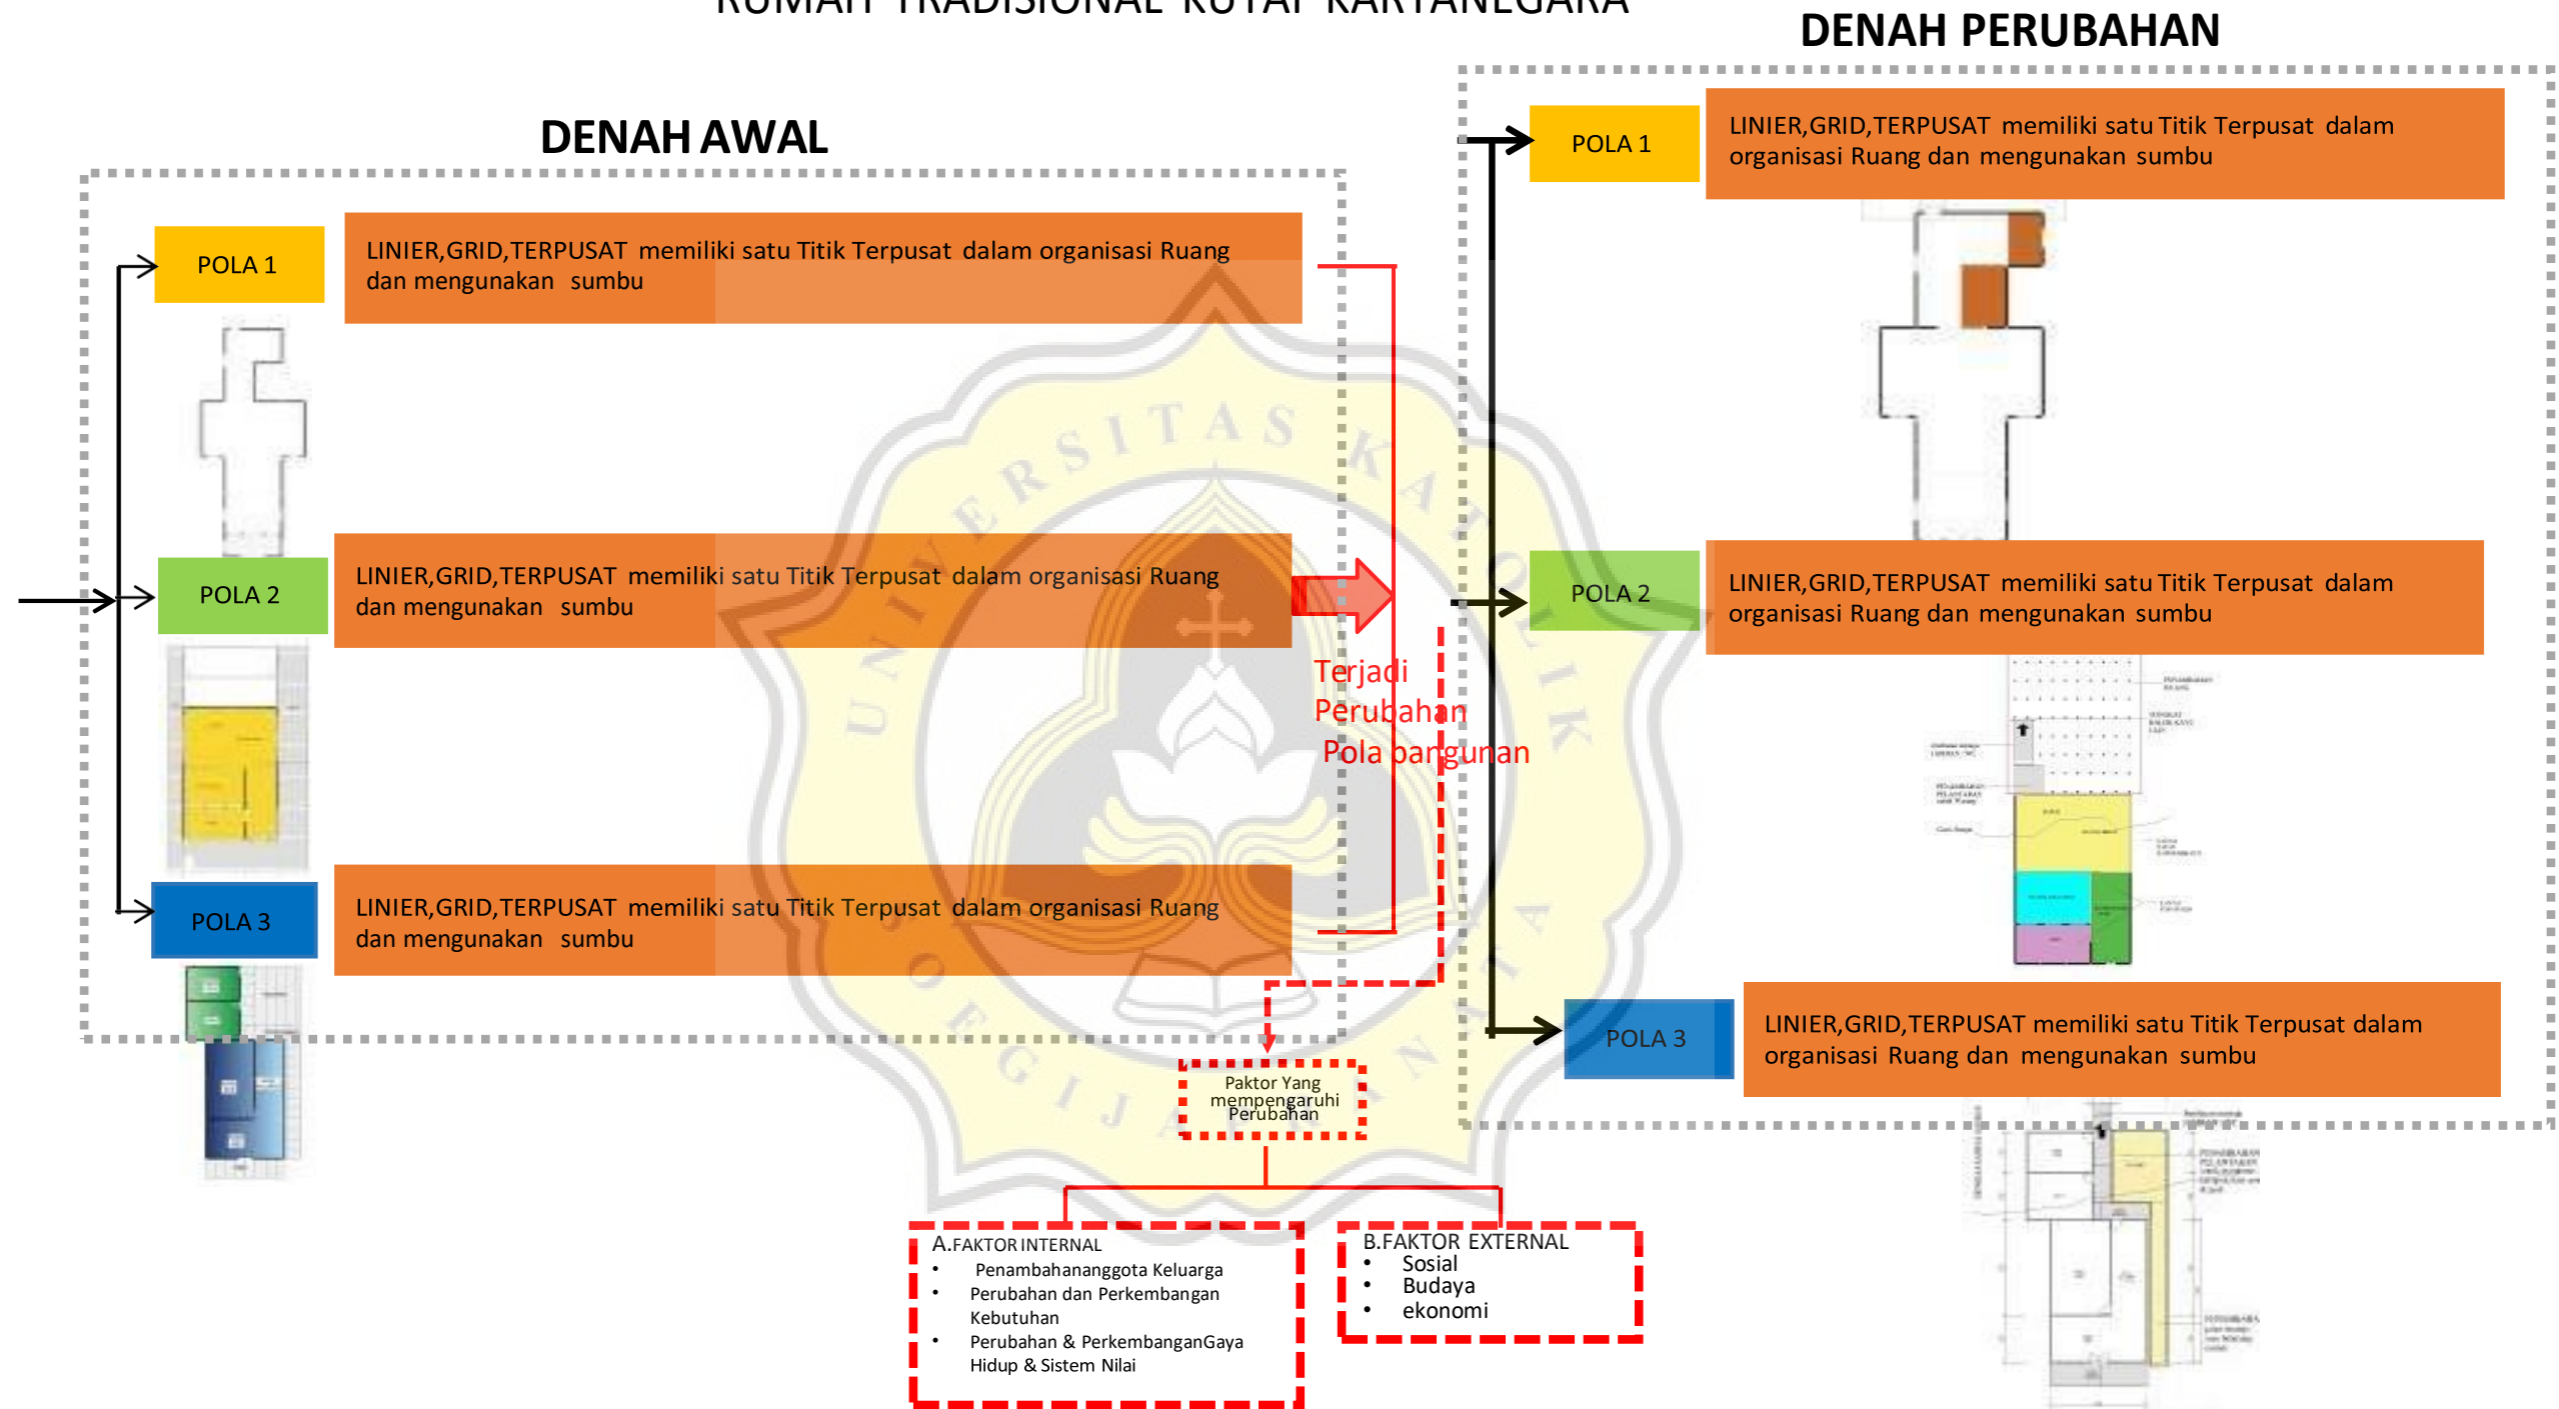 RUMAH TRADISIONAL KUTAI KARTANEGARA
DENAH AWAL
POLA 1
LINIER,GRID,TERPUSAT memiliki satu Titik Terpusat dalam organisasi Ruang
dan mengunakan sumbu
POLA 2
LINIER,GRID,TERPUSAT memiliki satu Titik Terpusat dalam organisasi Ruang
dan mengunakan sumbu
POLA 3
LINIER,GRID,TERPUSAT memiliki satu Titik Terpusat dalam organisasi Ruang
dan mengunakan sumbu
Terjadi
Perubahan
Pola bangunan
DENAH PERUBAHAN
POLA 1
LINIER,GRID,TERPUSAT memiliki satu Titik Terpusat dalam
organisasi Ruang dan mengunakan sumbu
POLA 2
LINIER,GRID,TERPUSAT memiliki satu Titik Terpusat dalam
organisasi Ruang dan mengunakan sumbu
POLA 3
LINIER,GRID,TERPUSAT memiliki satu Titik Terpusat dalam
organisasi Ruang dan mengunakan sumbu
Paktor Yang
mempengaruhi
Perubahan
A.FAKTOR INTERNAL
• Penambahananggota Keluarga
• Perubahan dan Perkembangan
Kebutuhan
• Perubahan & PerkembanganGaya
Hidup & Sistem Nilai
B.FAKTOR EXTERNAL
• Sosial
• Budaya
• ekonomi
UNIVERSITAS KATOLIK
SOEGIJAPRANATA